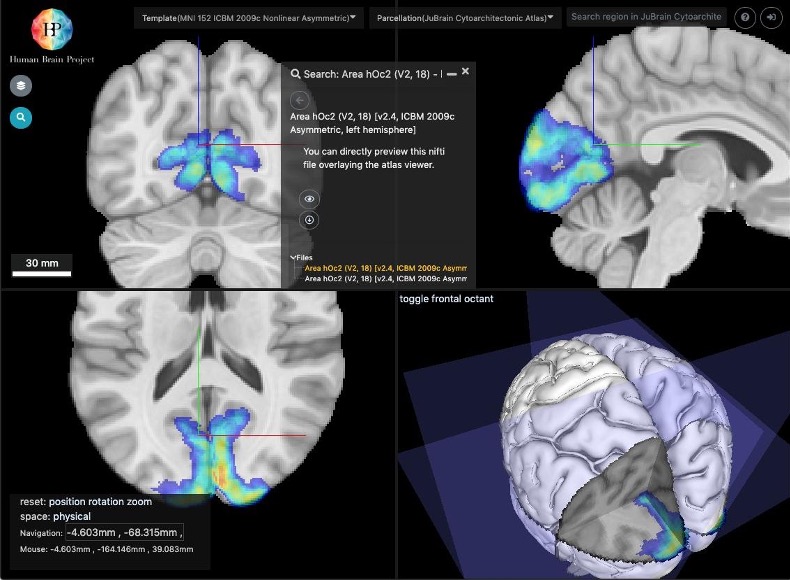 Template(MNI 152 ICBM 2009c Nonlinear Asymmetric)
Parcellation(JuBrain Cytoarchitectonic Atlas)
Search region in JuBrain Cytoarchite
?
HP
Human Brain Project
Search: Area hOc2 (V2, 18) -
Area hOc2 (V2, 18) [v2.4, ICBM 2009c
Asymmetric, left hemisphere]
You can directly preview this nifti
file overlaying the atlas viewer.
Files
Area hOc2 (V2, 18) [v2.4, ICBM 2009c Asymm
Area hOc2 (V2, 18) [v2.4, ICBM 2009c Asymm
30 mm
toggle frontal octant
reset: position rotation zoom
space: physical
Navigation: -4.603mm , -68.315mm ,
Mouse: -4.603mm , -164.146mm , 39.083mm